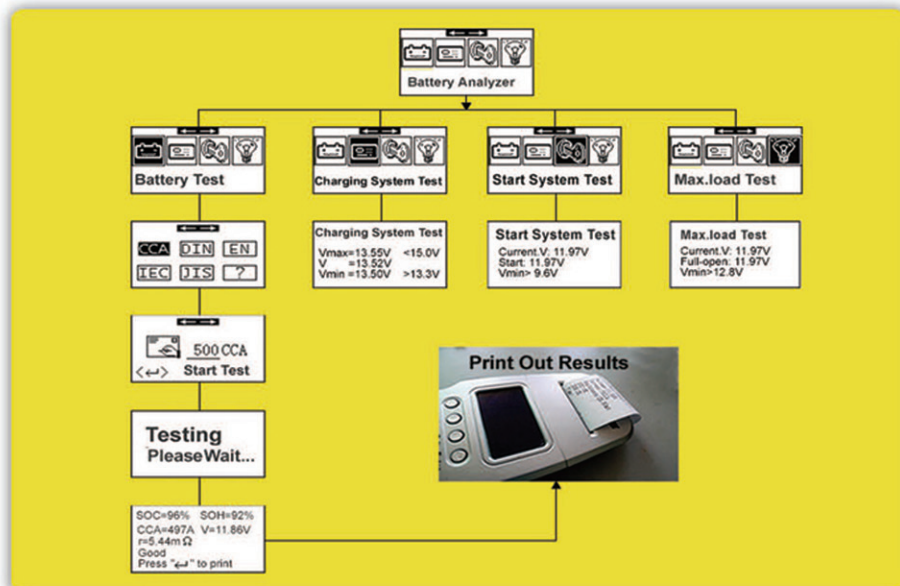 Battery Analyzer
Battery Test
Charging System Test
Start System Test
Max.load Test
CCA DIN EN
IEC JIS ?
500 CCA
<↵> Start Test
Testing
PleaseWait...
SOC=96% SOH=92%
CCA=497A V=11.86V
r=5.44mΩ
Good
Press "↵" to print
Charging System Test
Vmax=13.55V <15.0V
V =13.52V
Vmin =13.50V >13.3V
Start System Test
Current.V: 11.97V
Start: 11.97V
Vmin> 9.6V
Max.load Test
Current.V: 11.97V
Full-open: 11.97V
Vmin>12.8V
Print Out Results